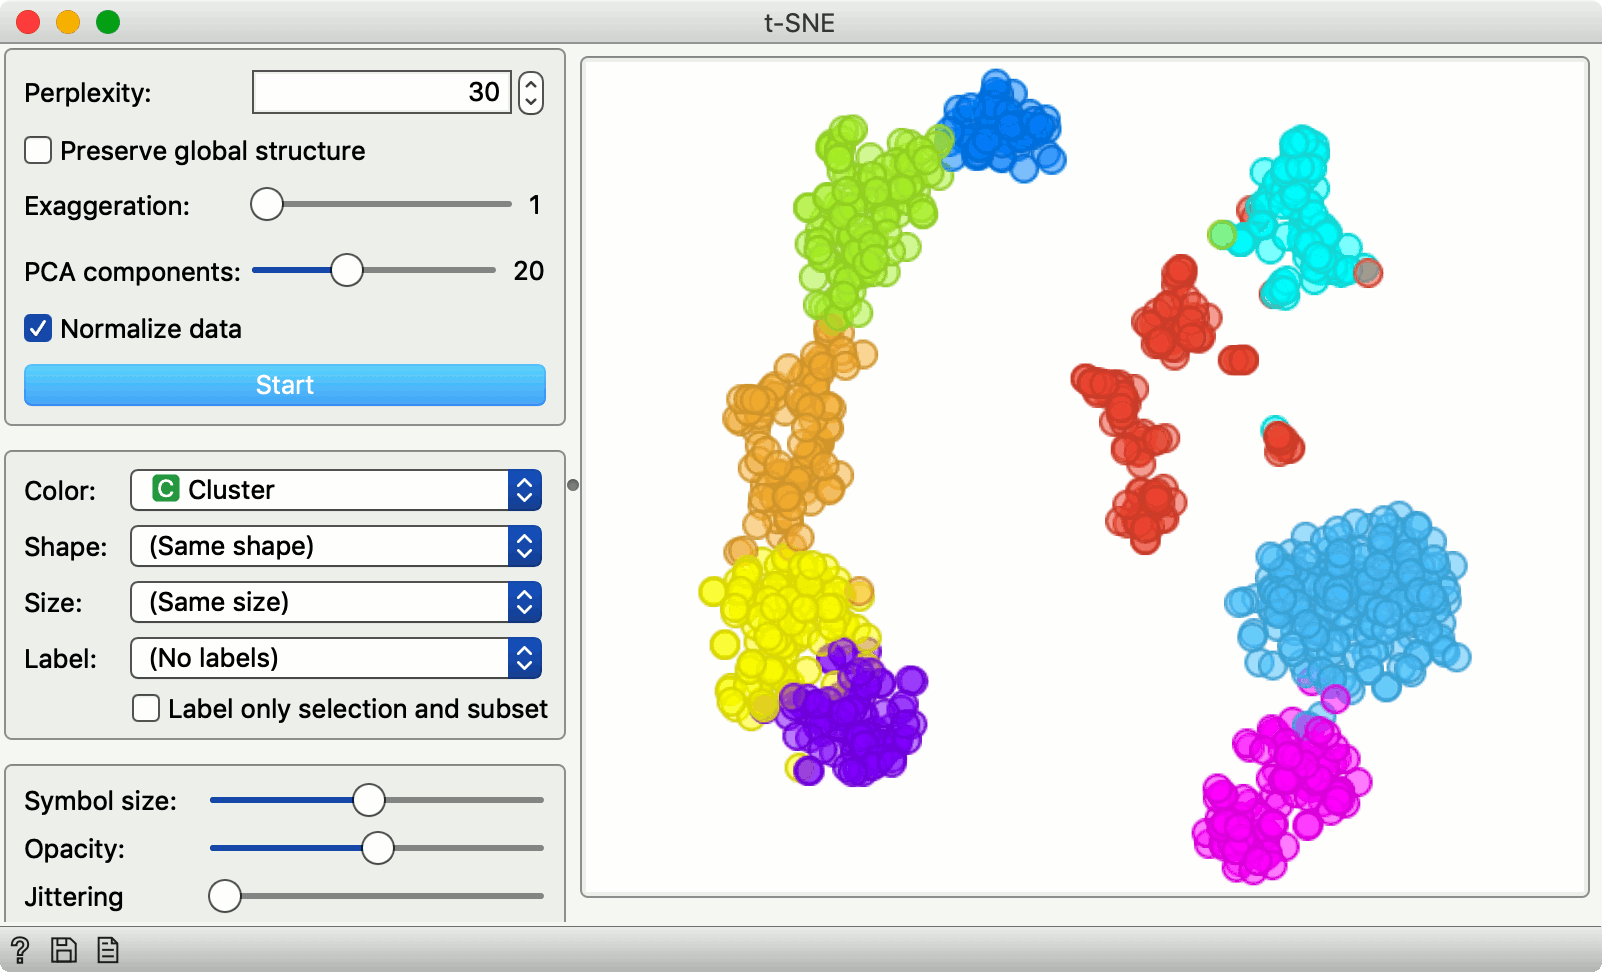 t-SNE
Perplexity: 30
Preserve global structure
Exaggeration: 1
PCA components: 20
Normalize data
Start
Color: C Cluster
Shape: (Same shape)
Size: (Same size)
Label: (No labels)
Label only selection and subset
Symbol size:
Opacity:
Jittering
?